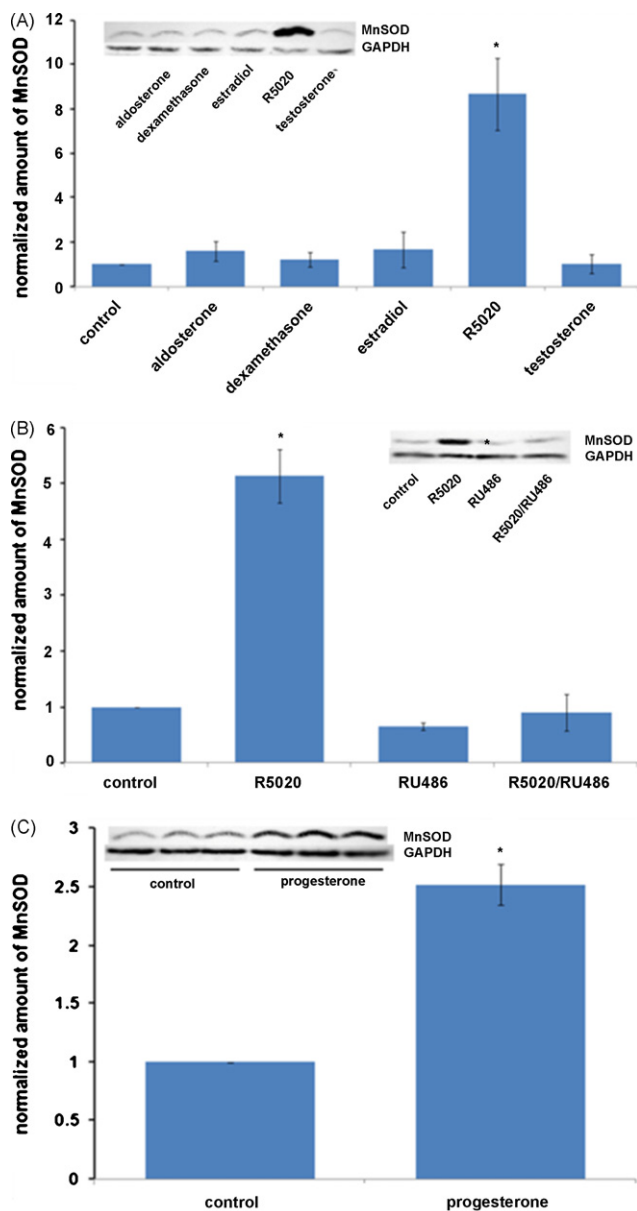 (A)
normalized amount of MnSOD
14
12
10
8
6
4
2
0
MnSOD
GAPDH
aldosterone
dexamethasone
estradiol
R5020
testosterone`
*
control
aldosterone
dexamethasone
estradiol
R5020
testosterone
(B)
normalized amount of MnSOD
6
5
4
3
2
1
0
*
*
MnSOD
GAPDH
control
R5020
RU486
R5020/RU486
control
R5020
RU486
R5020/RU486
(C)
normalized amount of MnSOD
3
2.5
2
1.5
1
0.5
0
MnSOD
GAPDH
control
progesterone
*
control
progesterone